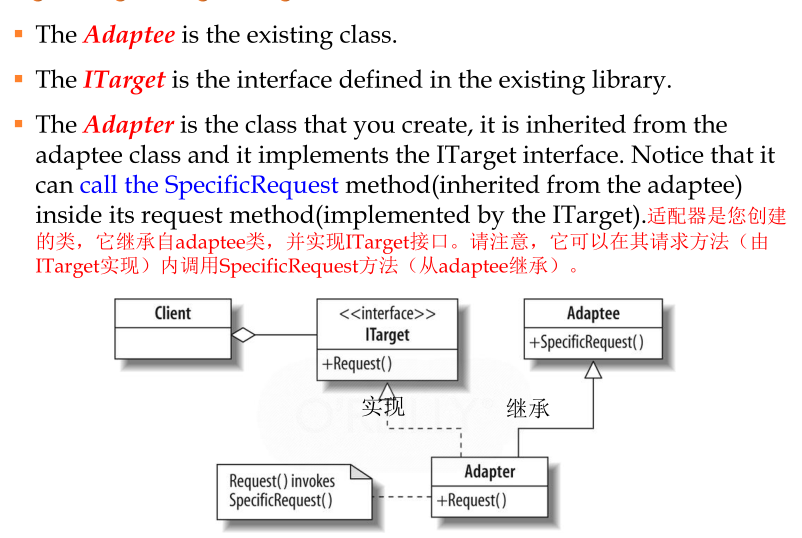 The Adaptee is the existing class.
The ITarget is the interface defined in the existing library.
The Adapter is the class that you create, it is inherited from the
adaptee class and it implements the ITarget interface. Notice that it
can call the SpecificRequest method(inherited from the adaptee)
inside its request method(implemented by the ITarget).适配器是您创建
的类，它继承自adaptee类，并实现ITarget接口。请注意，它可以在其请求方法（由
ITarget实现）内调用SpecificRequest方法（从adaptee继承）。
Client
<<interface>>
ITarget
+Request()
Adaptee
+SpecificRequest()
实现
继承
O'REILLY
Request() invokes
SpecificRequest()
Adapter
+Request()